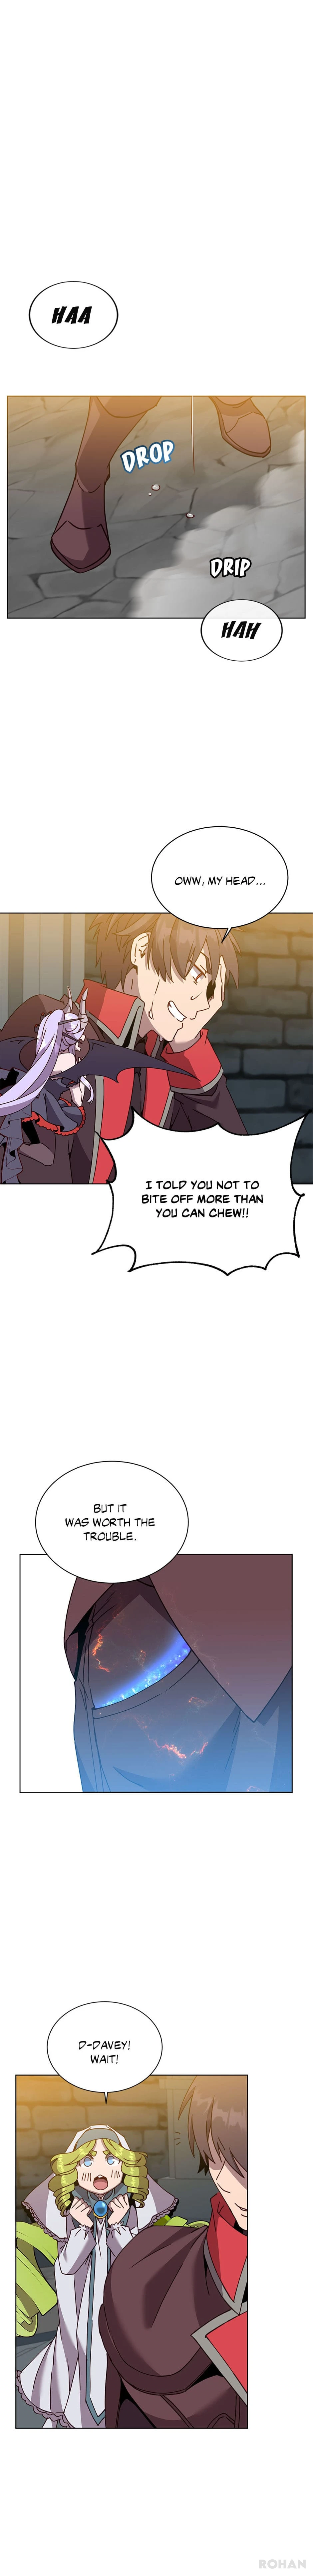 HAA
DROP
DRIP
HAH
OWW, MY HEAD...
I TOLD YOU NOT TO
BITE OFF MORE THAN
YOU CAN CHEW!!
BUT IT
WAS WORTH THE
TROUBLE.
D-DAVEY!
WAIT!
ROHAN